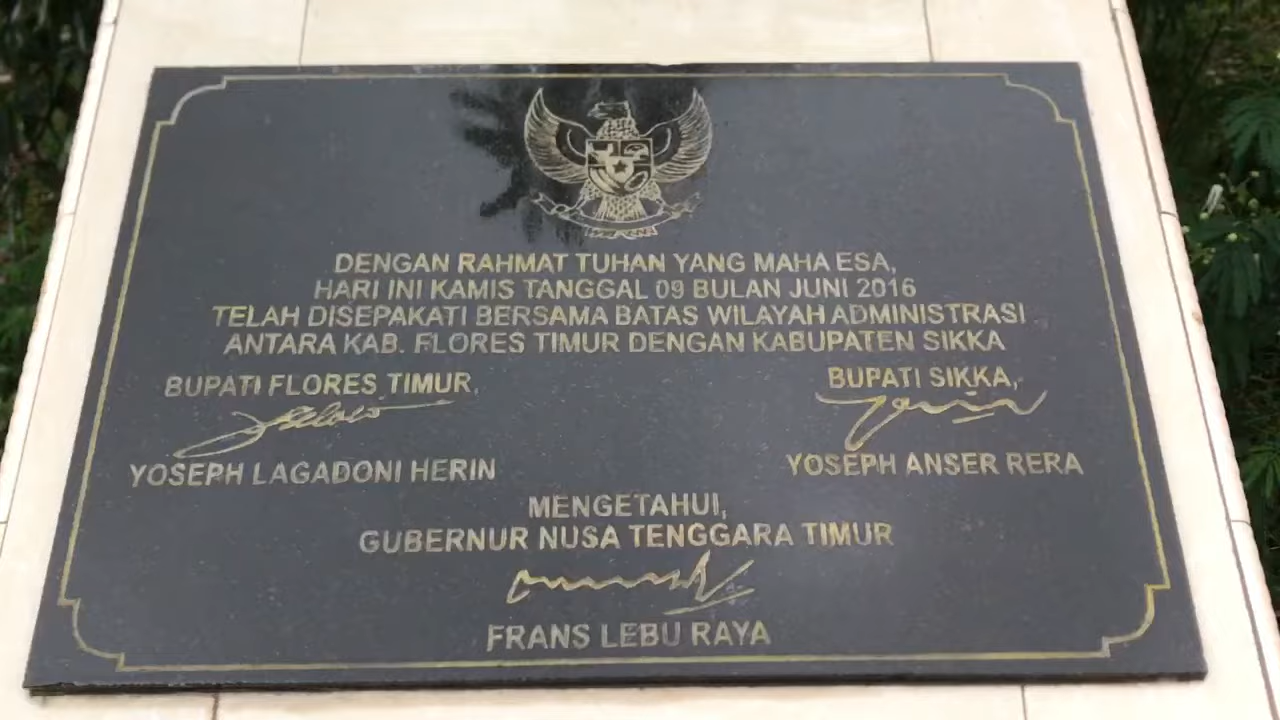 DENGAN RAHMAT TUHAN YANG MAHA ESA,
HARI INI KAMIS TANGGAL 09 BULAN JUNI 2016
TELAH DISEPAKATI BERSAMA BATAS WILAYAH ADMINISTRASI
ANTARA KAB. FLORES TIMUR DENGAN KABUPATEN SIKKA
BUPATI FLORES TIMUR,
BUPATI SIKKA,
YOSEPH LAGADONI HERIN
YOSEPH ANSER RERA
MENGETAHUI,
GUBERNUR NUSA TENGGARA TIMUR
FRANS LEBU RAYA